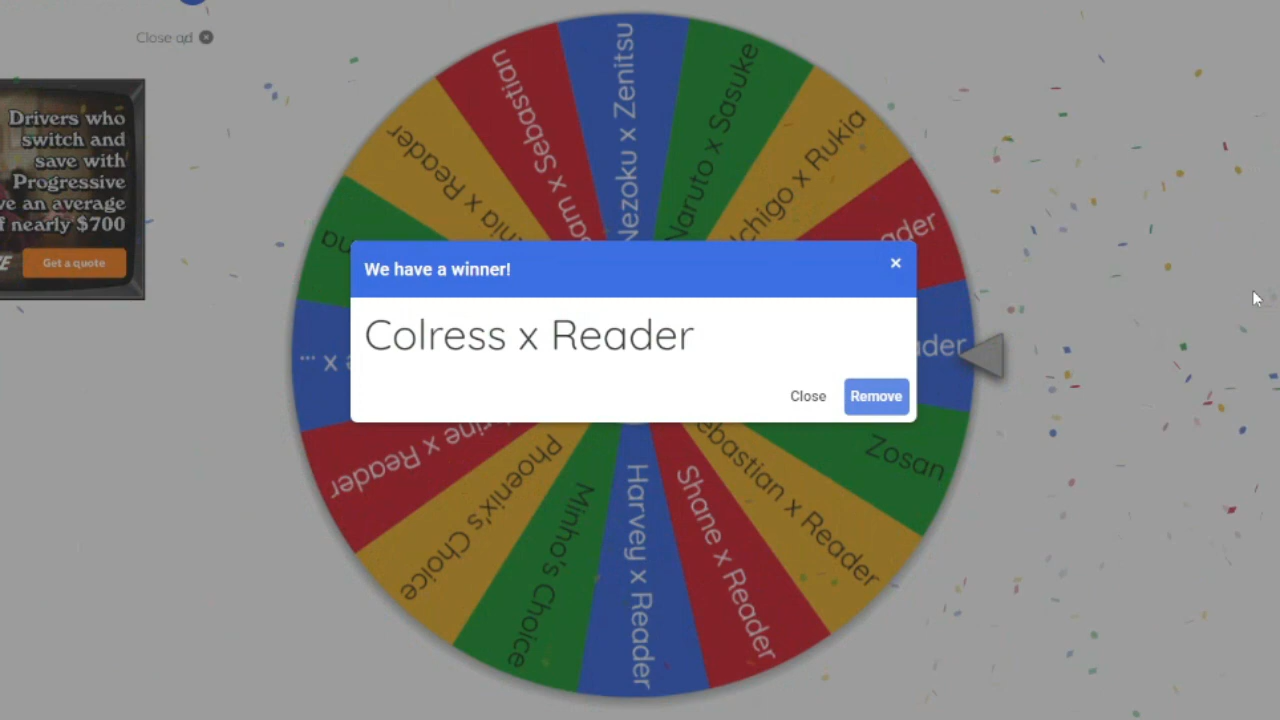 Close ad
Drivers who
switch and
save with
Progressive
an average
nearly $700
Get a quote
x Sebastian
Nezoku x Zenitsu
Naruto x Sasuke
Ichigo x Rukia
x Reader
We have a winner!
Colress x Reader
Close
Remove
x ...
x Reader
Phoenix's Choice
Minho's Choice
Harvey x Reader
Shane x Reader
Sebastian x Reader
Zosan